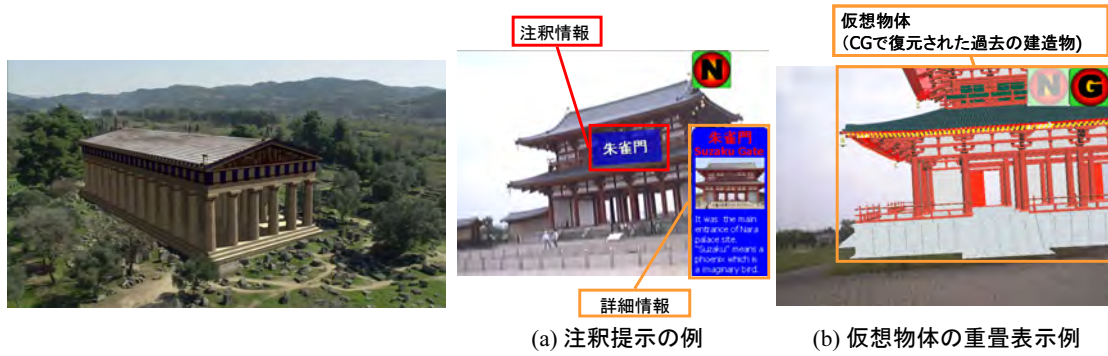 注釈情報
N
朱雀門
朱雀門
Suzaku Gate
It was the main
entrance of Nara
palace site.
"Suzaku" means a
phoenix which is
a imaginary bird.
詳細情報
(a) 注釈提示の例
仮想物体
（CGで復元された過去の建造物)
N
G
(b) 仮想物体の重畳表示例